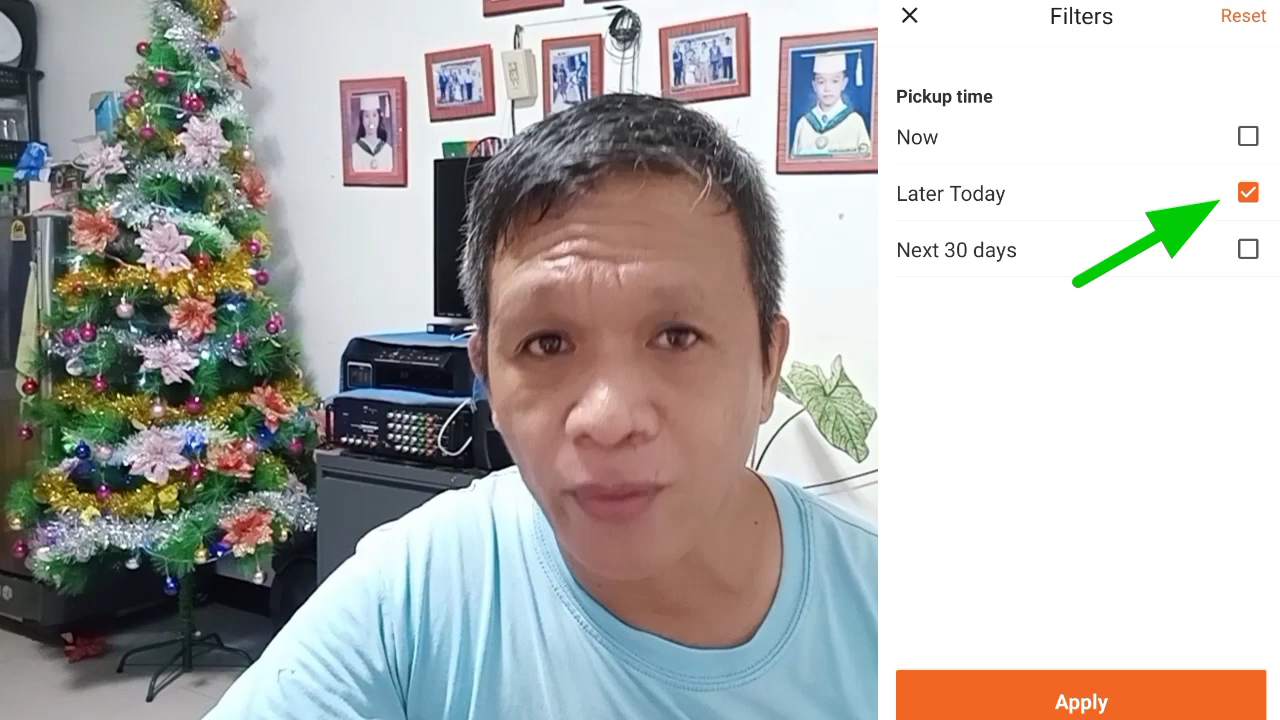 Filters
Reset
Pickup time
Now
Later Today
Next 30 days
Apply